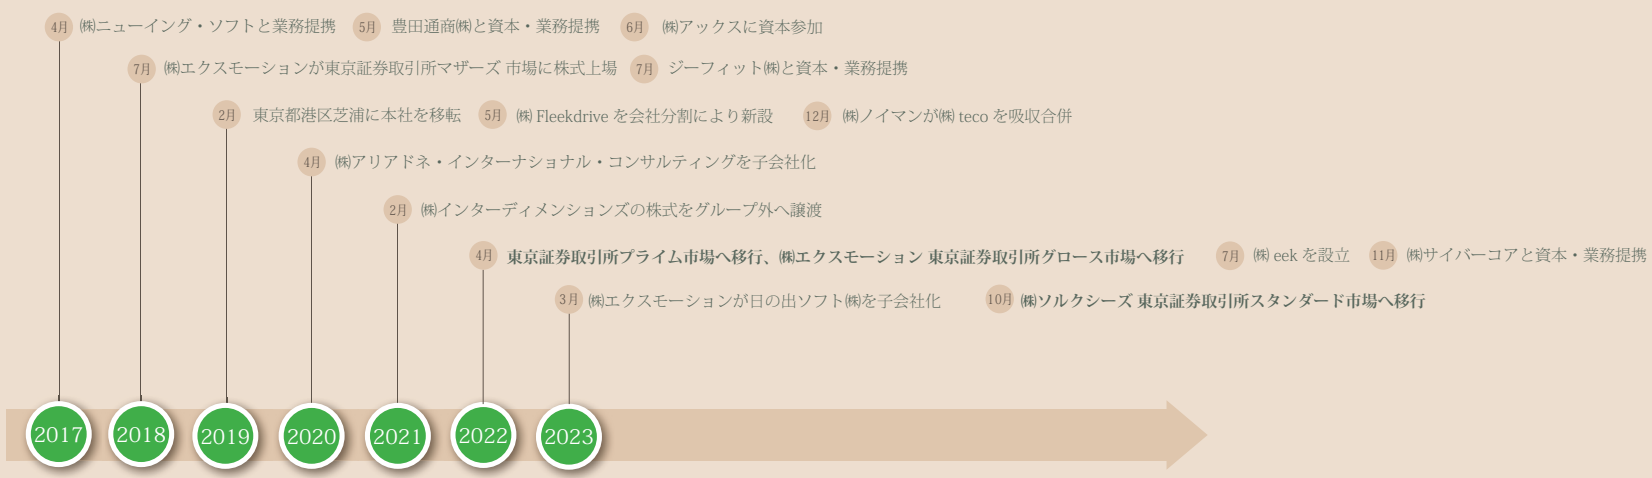 4月 ㈱ニューイング・ソフトと業務提携 5月 豊田通商㈱と資本・業務提携 6月 ㈱アックスに資本参加
7月 ㈱エクスモーションが東京証券取引所マザーズ 市場に株式上場 7月 ジーフィット㈱と資本・業務提携
2月 東京都港区芝浦に本社を移転 5月 ㈱ Fleekdrive を会社分割により新設 12月 ㈱ノイマンが㈱ teco を吸収合併
4月 ㈱アリアドネ・インターナショナル・コンサルティングを子会社化
2月 ㈱インターディメンションズの株式をグループ外へ譲渡
4月 東京証券取引所プライム市場へ移行、㈱エクスモーション 東京証券取引所グロース市場へ移行 7月 ㈱ eek を設立 11月 ㈱サイバーコアと資本・業務提携
3月 ㈱エクスモーションが日の出ソフト㈱を子会社化 10月 ㈱ソルクシーズ 東京証券取引所スタンダード市場へ移行
2017 2018 2019 2020 2021 2022 2023